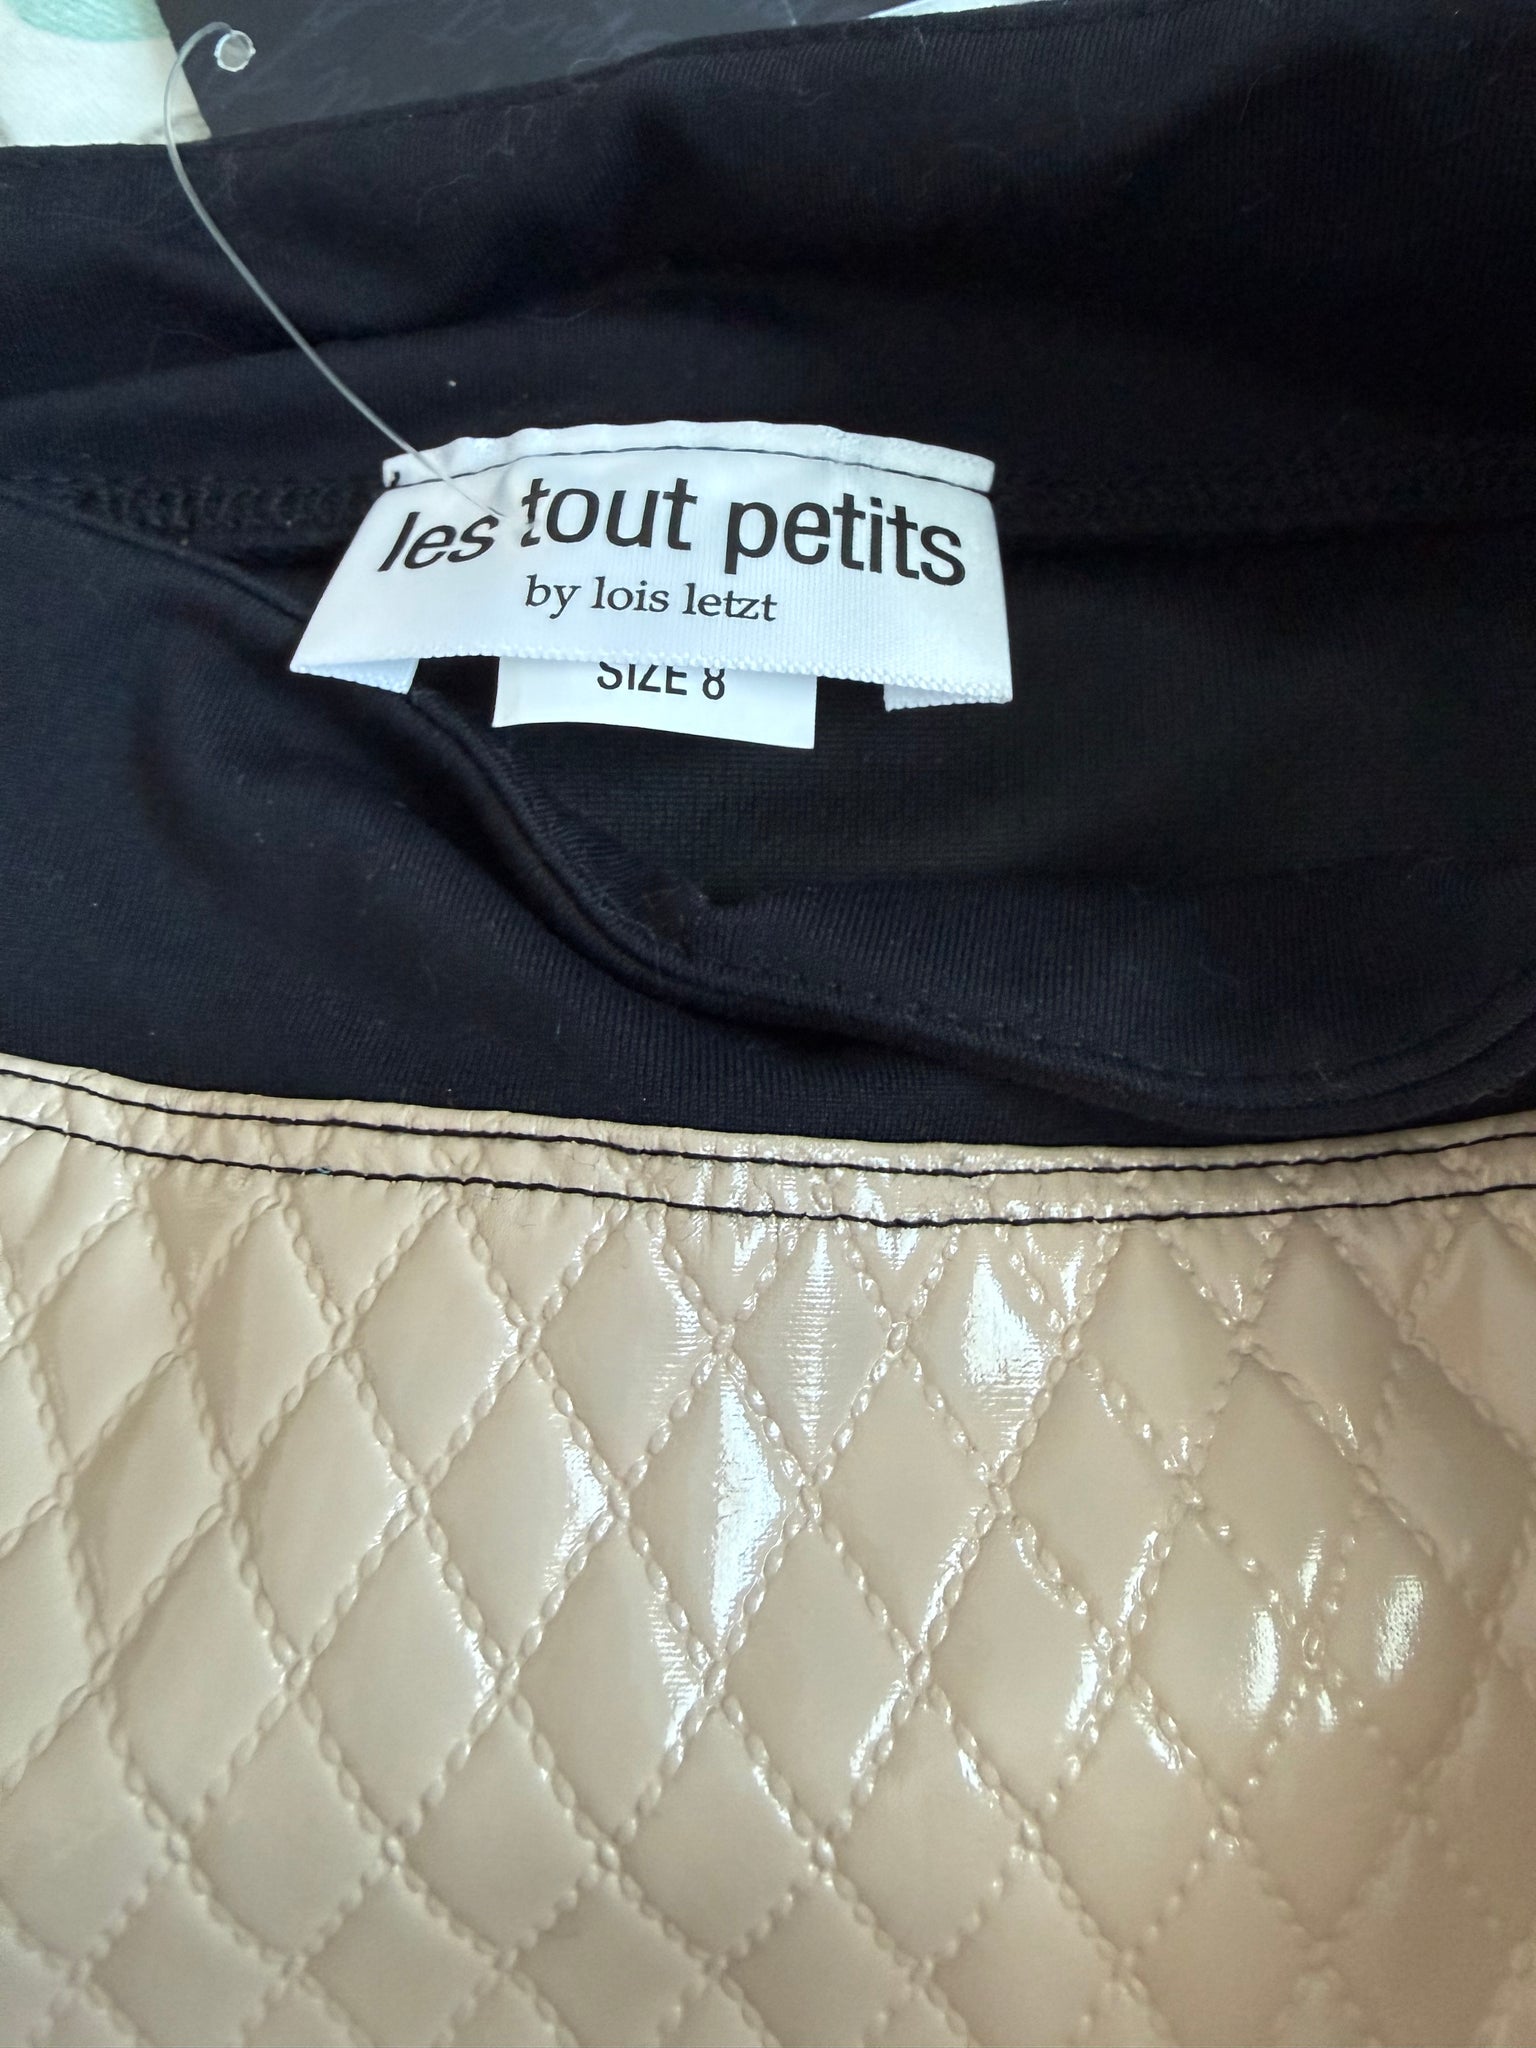 les tout petits
by lois letzt
SIZE 8